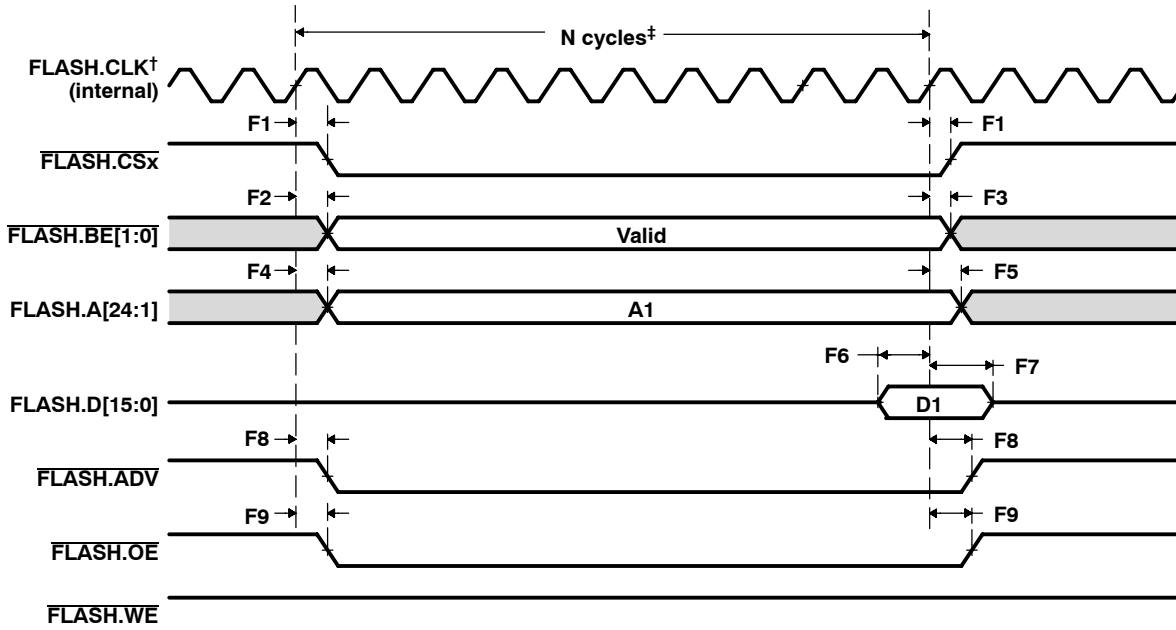 N cycles‡
FLASH.CLK†
(internal)
F1
F1
FLASH.CSx
F2
F3
FLASH.BE[1:0]
Valid
F4
F5
FLASH.A[24:1]
A1
F6
F7
FLASH.D[15:0]
D1
F8
F8
FLASH.ADV
F9
F9
FLASH.OE
FLASH.WE